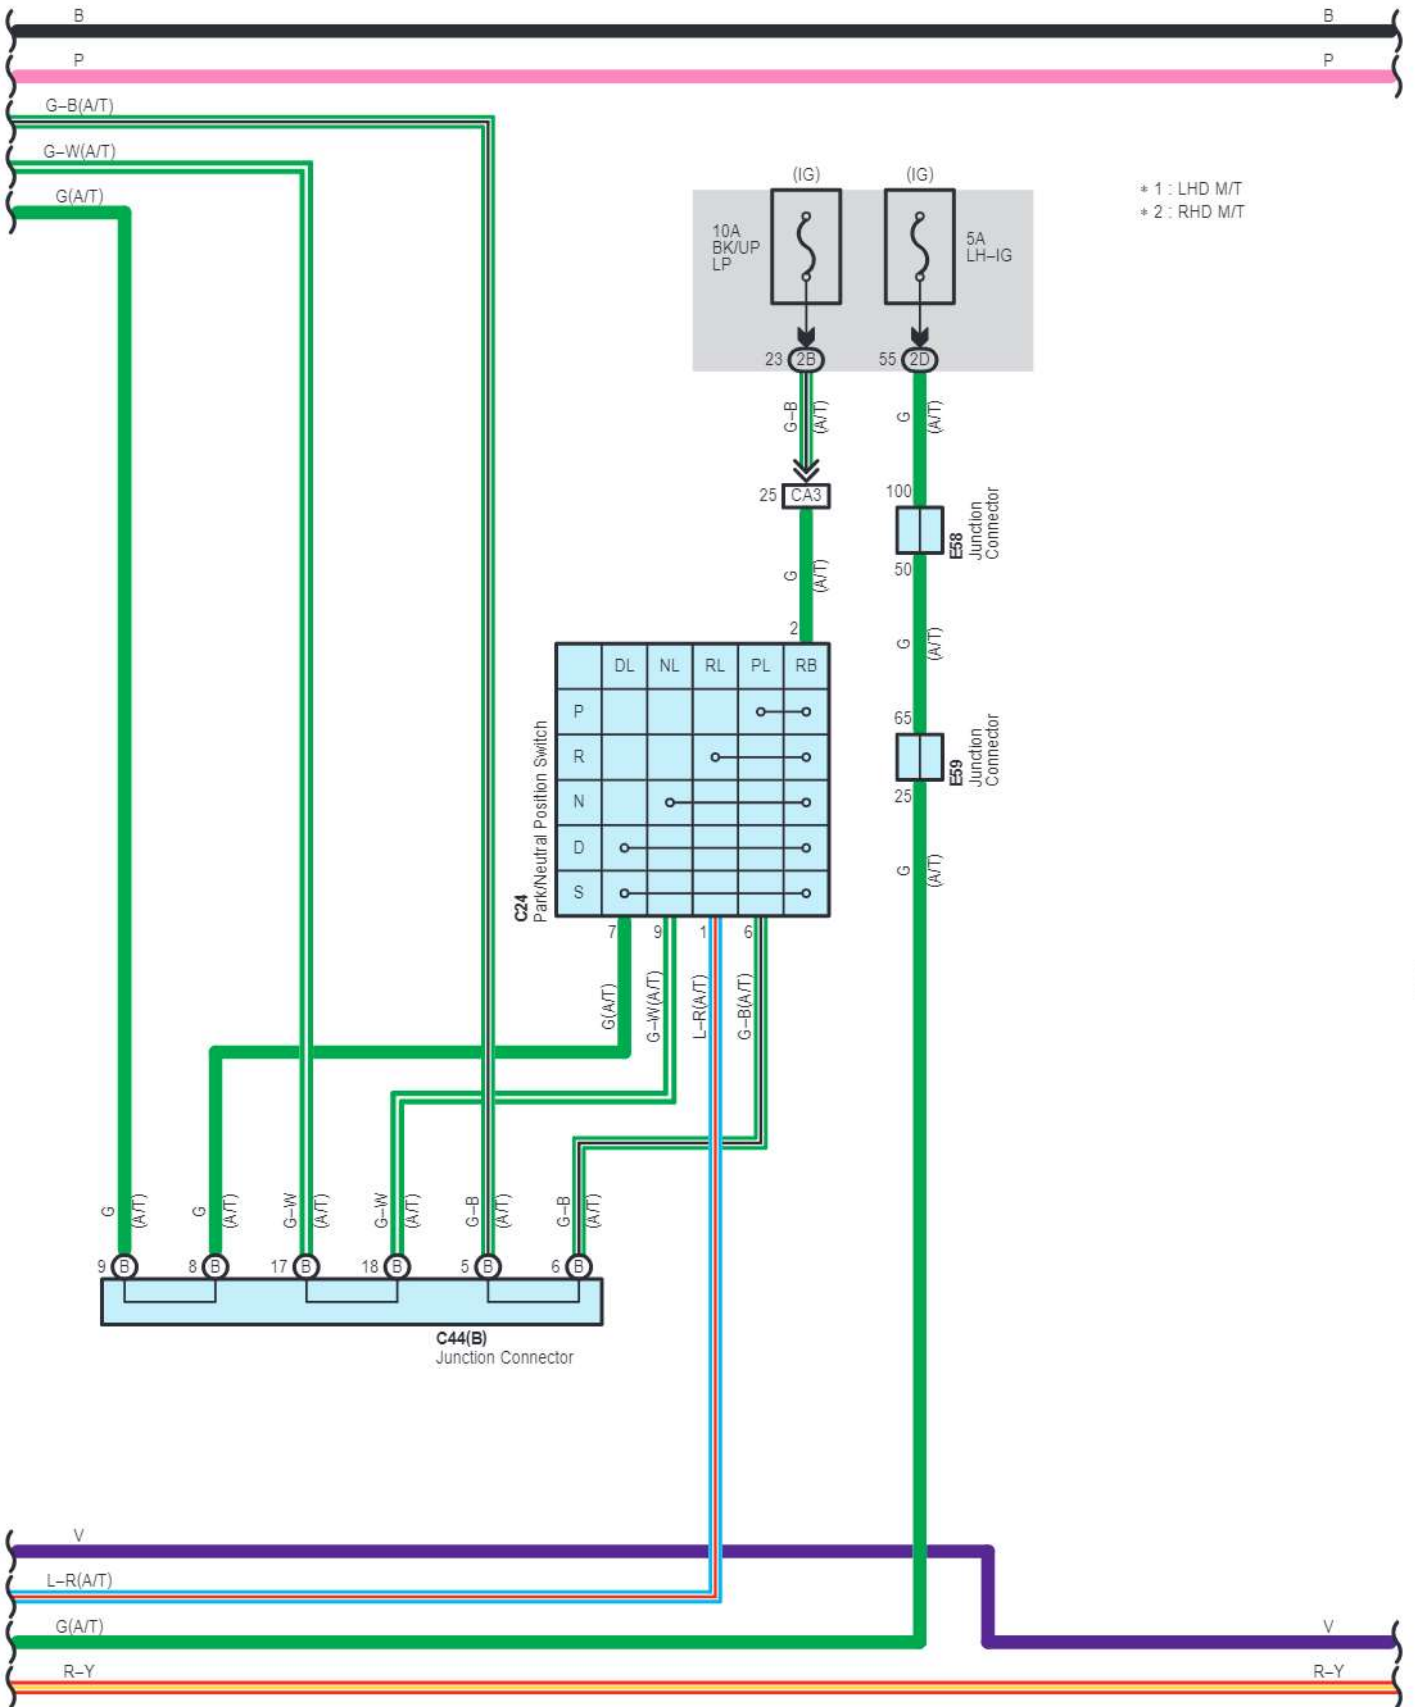 B B
P P
G–B(A/T)
G–W(A/T)
G(A/T)
(IG) (IG)
* 1 : LHD M/T
* 2 : RHD M/T
10A
BK/UP
LP
5A
LH–IG
23 2B 55 2D
G–B (A/T) G (A/T)
25 CA3
100
E58
Junction
Connector
50
G (A/T)
2
G (A/T)
DL NL RL PL RB
P
R
N
D
S
C24
Park/Neutral Position Switch
65
E59
Junction
Connector
25
G (A/T)
7 9 1 6
G(A/T) G–W(A/T) L–R(A/T) G–B(A/T)
G (A/T) G (A/T) G–W (A/T) G–W (A/T) G–B (A/T) G–B (A/T)
9 B 8 B 17 B 18 B 5 B 6 B
C44(B)
Junction Connector
V
L–R(A/T)
G(A/T) V
R–Y R–Y